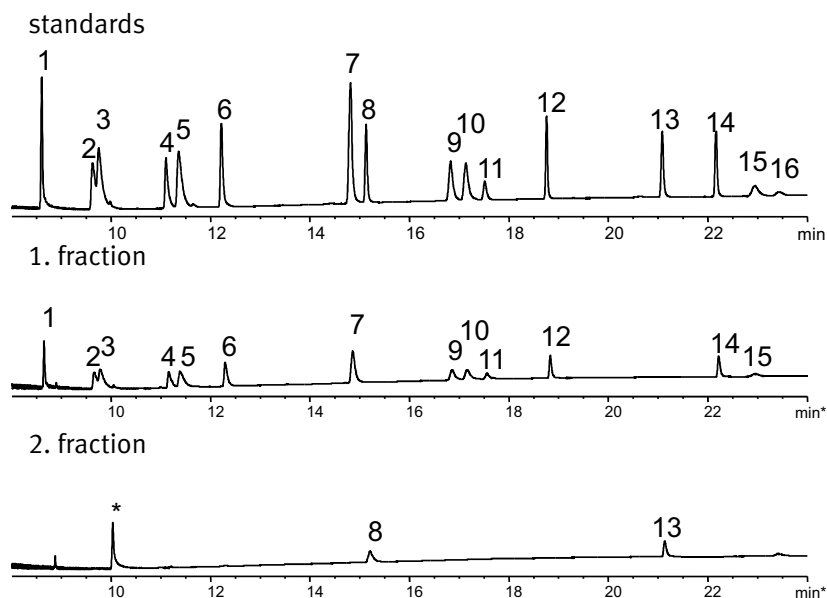 standards
1 2 3 4 5 6 7 8 9 10 11 12 13 14 15 16
10 12 14 16 18 20 22 min
1. fraction
1 2 3 4 5 6 7 9 10 11 12 14 15
10 12 14 16 18 20 22 min*
2. fraction
* 8 13
10 12 14 16 18 20 22 min*